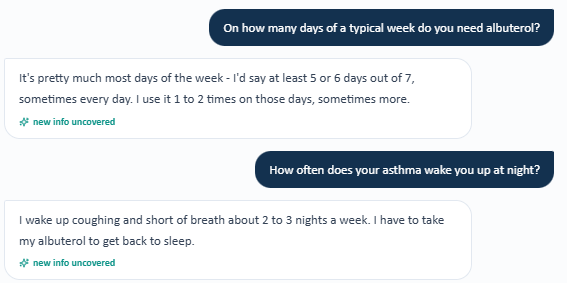 On how many days of a typical week do you need albuterol?
It's pretty much most days of the week - I'd say at least 5 or 6 days out of 7,
sometimes every day. I use it 1 to 2 times on those days, sometimes more.
new info uncovered
How often does your asthma wake you up at night?
I wake up coughing and short of breath about 2 to 3 nights a week. I have to take
my albuterol to get back to sleep.
new info uncovered